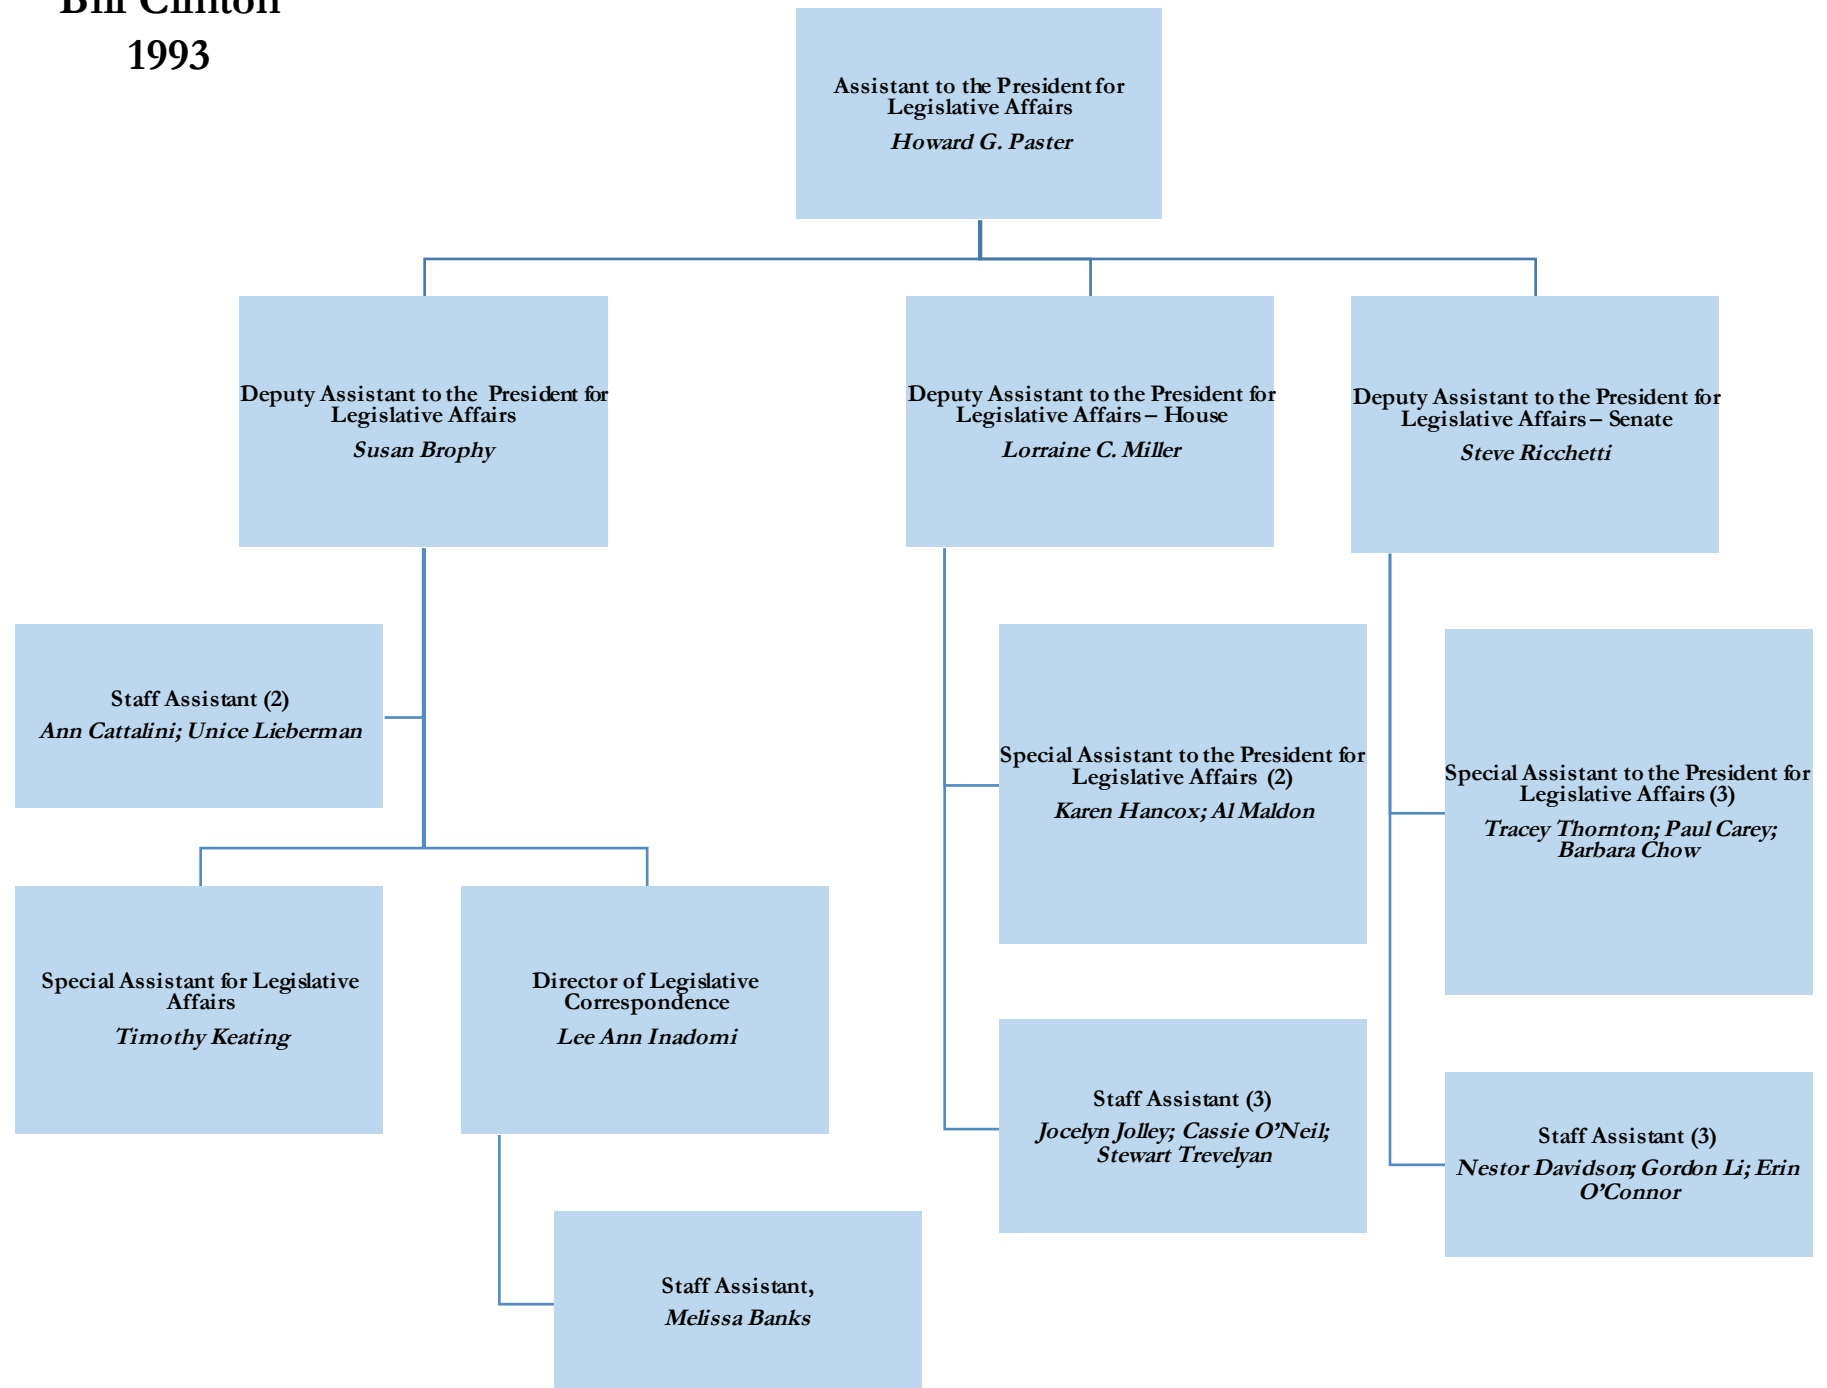 Bill Clinton
1993
Assistant to the President for
Legislative Affairs
Howard G. Paster
Deputy Assistant to the President for
Legislative Affairs
Susan Brophy
Deputy Assistant to the President for
Legislative Affairs – House
Lorraine C. Miller
Deputy Assistant to the President for
Legislative Affairs – Senate
Steve Ricchetti
Staff Assistant (2)
Ann Cattalini; Unice Lieberman
Special Assistant to the President for
Legislative Affairs (2)
Karen Hancox; Al Maldon
Special Assistant to the President for
Legislative Affairs (3)
Tracey Thornton; Paul Carey;
Barbara Chow
Special Assistant for Legislative
Affairs
Timothy Keating
Director of Legislative
Correspondence
Lee Ann Inadomi
Staff Assistant (3)
Jocelyn Jolley; Cassie O’Neil;
Stewart Trevelyan
Staff Assistant (3)
Nestor Davidson; Gordon Li; Erin
O’Connor
Staff Assistant,
Melissa Banks